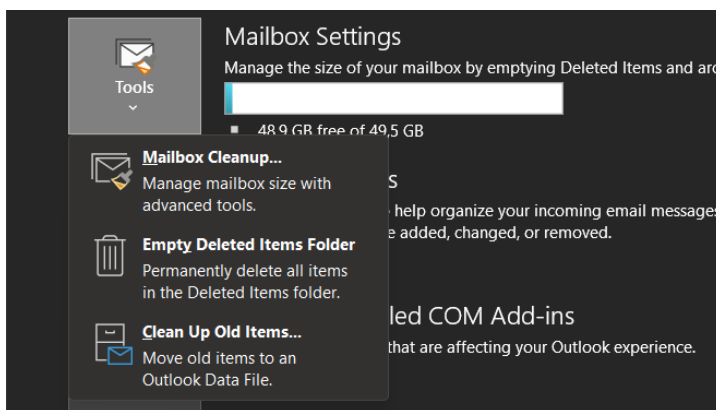 Mailbox Settings
Manage the size of your mailbox by emptying Deleted Items and
Tools
48.9 GB free of 49,5 GB
Mailbox Cleanup...
Manage mailbox size with
advanced tools.
help organize your incoming email messages
added, changed, or removed.
Empty Deleted Items Folder
Permanently delete all items
in the Deleted Items folder.
COM Add-ins
that are affecting your Outlook experience.
Clean Up Old Items...
Move old items to an
Outlook Data File.